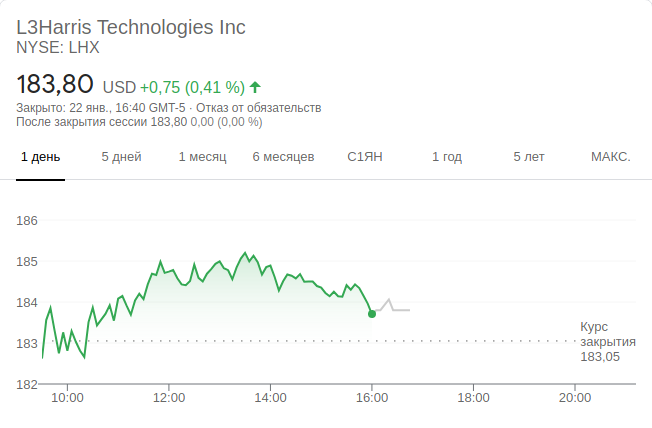 L3Harris Technologies Inc
NYSE: LHX
183,80 USD +0,75 (0,41 %)
Закрыто: 22 янв., 16:40 GMT-5 · Отказ от обязательств
После закрытия сессии 183,80 0,00 (0,00 %)
1 день 5 дней 1 месяц 6 месяцев С1ЯН 1 год 5 лет МАКС.
186
185
184
Курс
183 закрытия
183,05
182
10:00 12:00 14:00 16:00 18:00 20:00